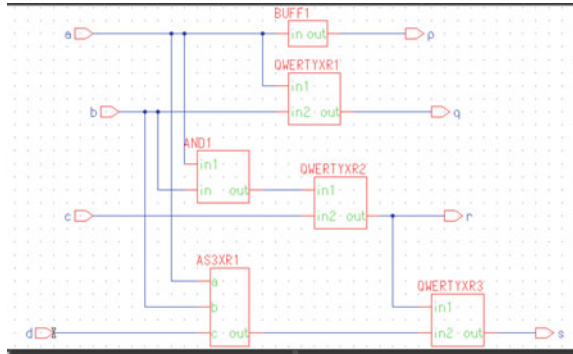 BUFF1
a in out p
QWERTYXR1
in1
b in2 out q
AND1
in1
QWERTYXR2
in out in1
c in2 out r
AS3XR1
a
QWERTYXR3
b in1
d c out in2 out s